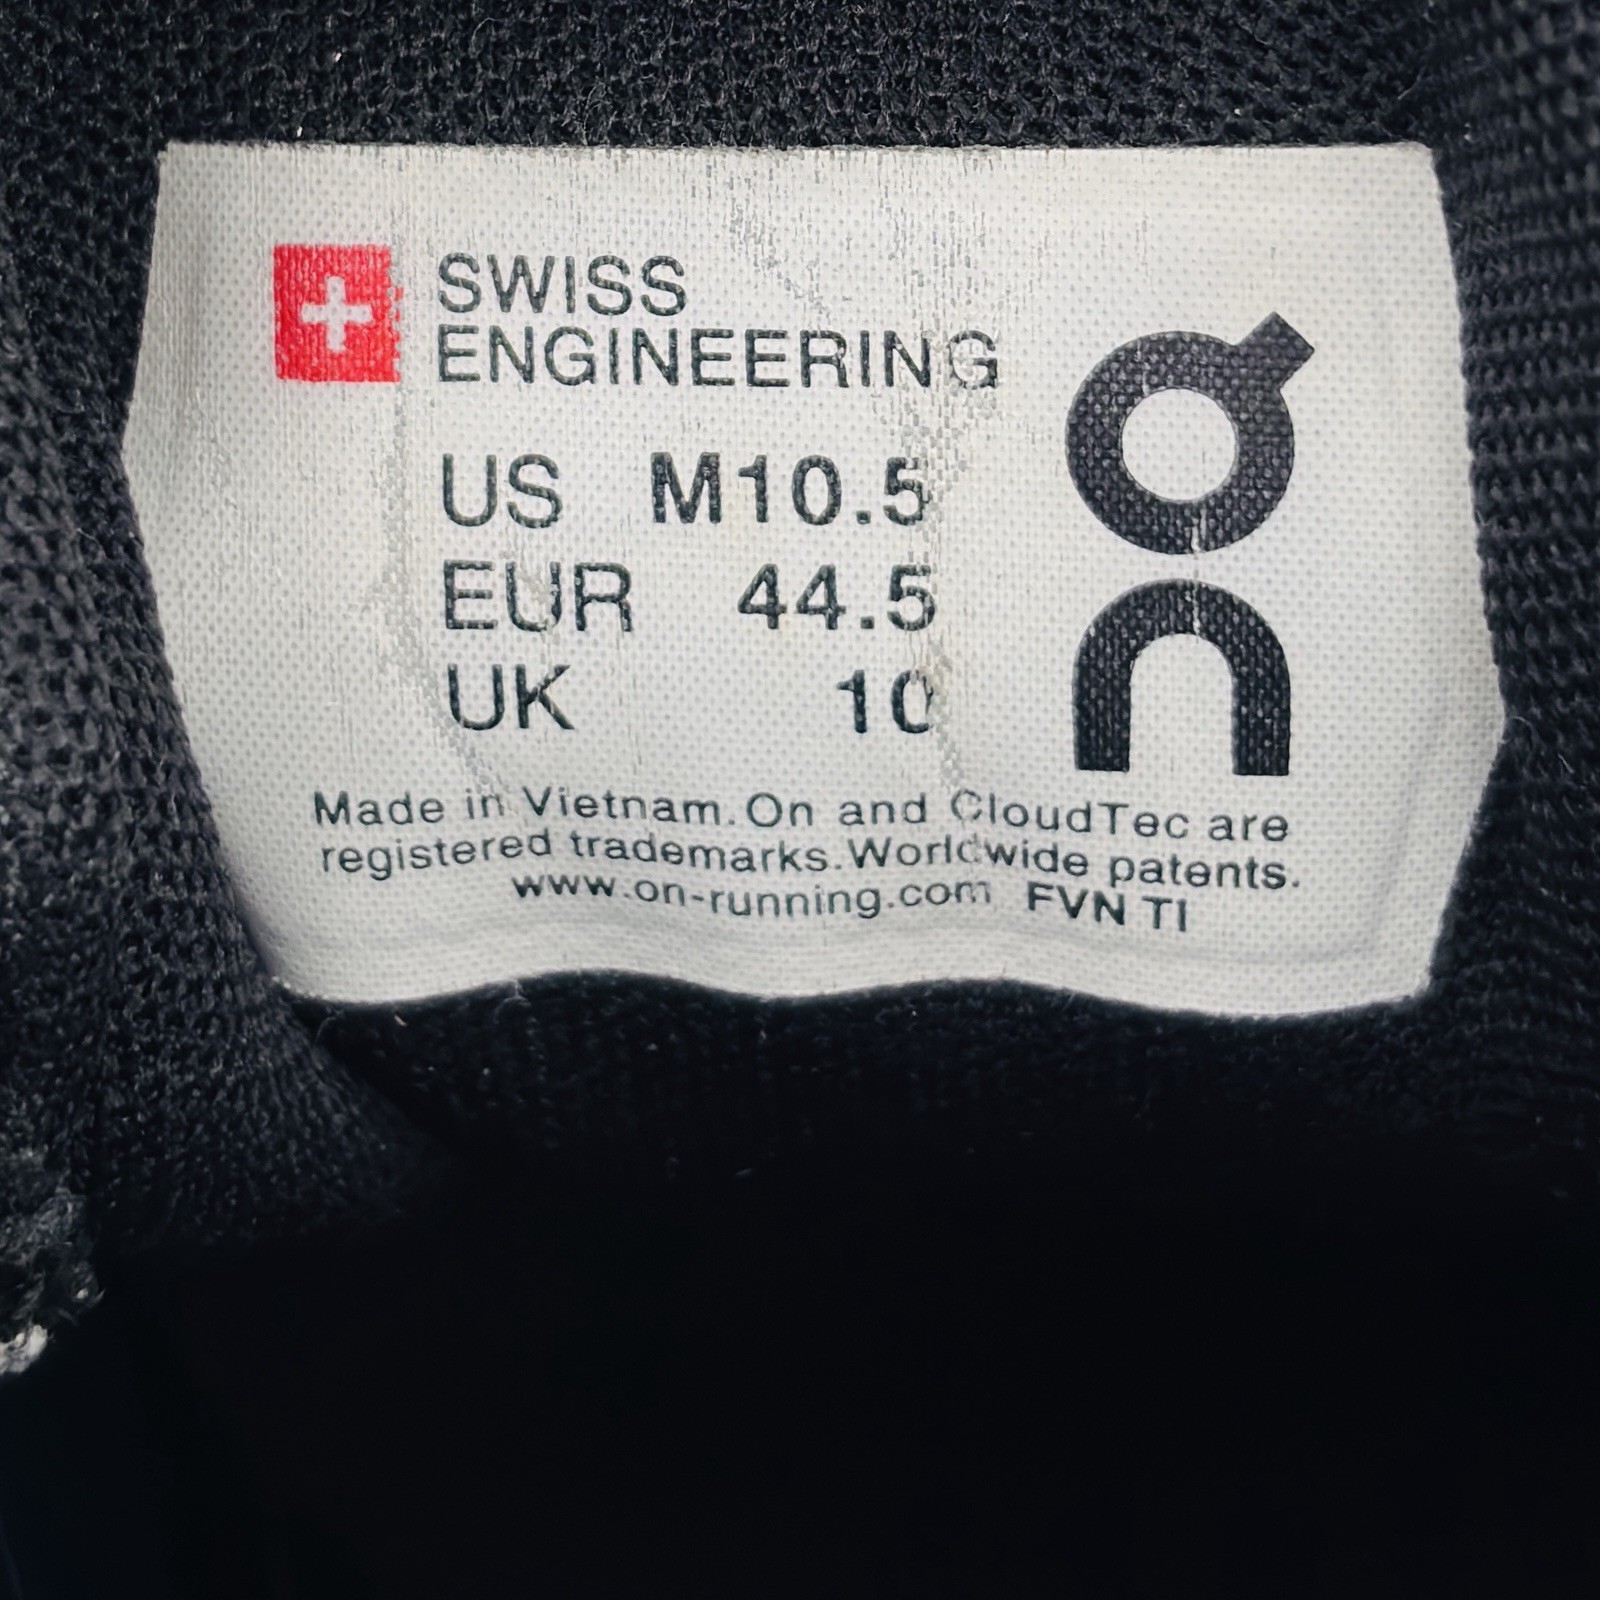 SWISS
ENGINEERING
US M10.5
EUR 44.5
UK 10
On
Made in Vietnam. On and CloudTec are
registered trademarks. Worldwide patents.
www.on-running.com FVN TI